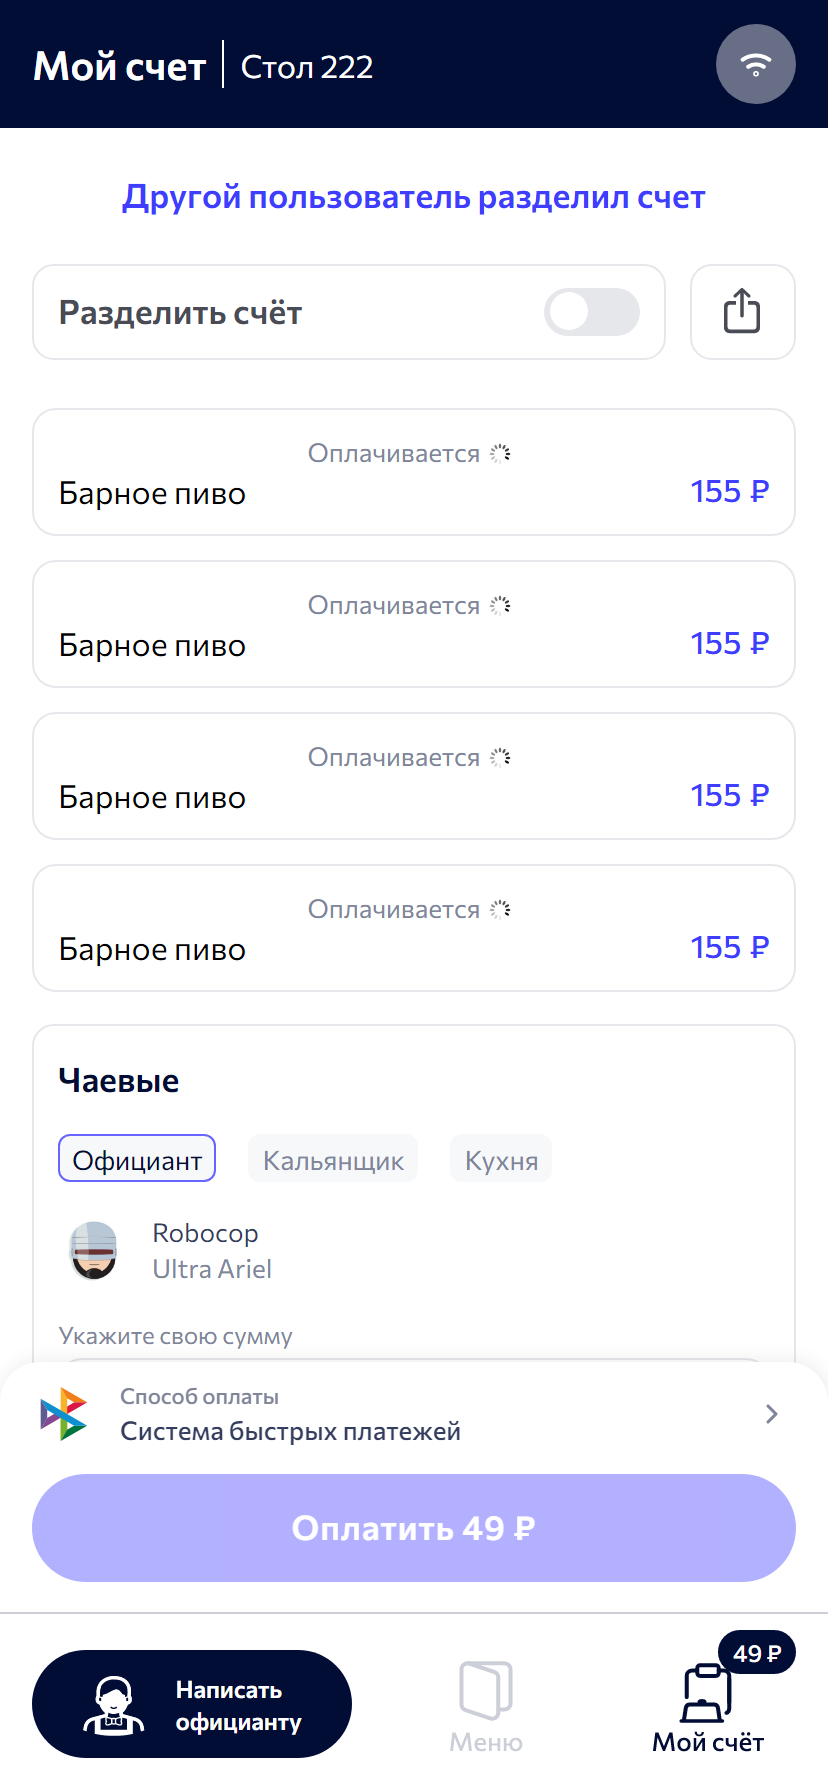 Мой счет
Стол 222
Другой пользователь разделил счет
Разделить счёт
Оплачивается
Барное пиво
155 ₽
Оплачивается
Барное пиво
155 ₽
Оплачивается
Барное пиво
155 ₽
Оплачивается
Барное пиво
155 ₽
Чаевые
Официант
Кальянщик
Кухня
Robocop
Ultra Ariel
Укажите свою сумму
Способ оплаты
Система быстрых платежей
Оплатить 49 ₽
Написать
официанту
Меню
49 ₽
Мой счёт